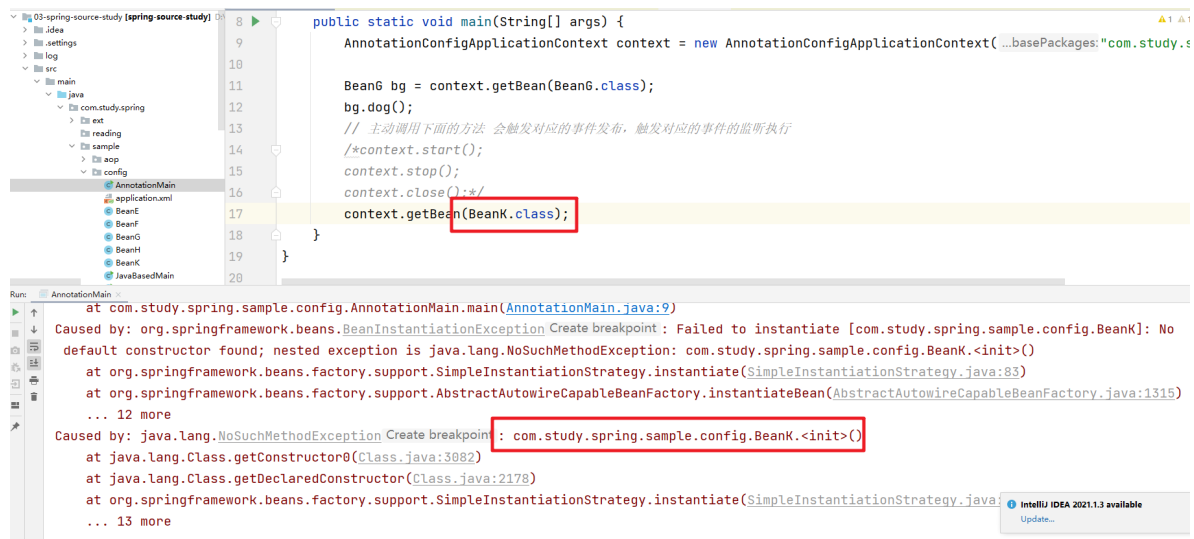 03-spring-source-study [spring-source-study]
.idea
.settings
log
src
main
java
com.study.spring
ext
reading
sample
aop
config
AnnotationMain
application.xml
BeanE
BeanF
BeanG
BeanH
BeanK
JavaBasedMain
8 public static void main(String[] args) {
9 AnnotationConfigApplicationContext context = new AnnotationConfigApplicationContext( ...basePackages: "com.study.s
10
11 BeanG bg = context.getBean(BeanG.class);
12 bg.dog();
13 // 主动调用下面的方法 会触发对应的事件发布，触发对应的事件的监听执行
14 /*context.start();
15 context.stop();
16 context.close();*/
17 context.getBean(BeanK.class);
18 }
19 }
20
1 1
Run: AnnotationMain
at com.study.spring.sample.config.AnnotationMain.main(AnnotationMain.java:9)
Caused by: org.springframework.beans.BeanInstantiationException Create breakpoint : Failed to instantiate [com.study.spring.sample.config.BeanK]: No
default constructor found; nested exception is java.lang.NoSuchMethodException: com.study.spring.sample.config.BeanK.<init>()
at org.springframework.beans.factory.support.SimpleInstantiationStrategy.instantiate(SimpleInstantiationStrategy.java:83)
at org.springframework.beans.factory.support.AbstractAutowireCapableBeanFactory.instantiateBean(AbstractAutowireCapableBeanFactory.java:1315)
... 12 more
Caused by: java.lang.NoSuchMethodException Create breakpoint : com.study.spring.sample.config.BeanK.<init>()
at java.lang.Class.getConstructor0(Class.java:3082)
at java.lang.Class.getDeclaredConstructor(Class.java:2178)
at org.springframework.beans.factory.support.SimpleInstantiationStrategy.instantiate(SimpleInstantiationStrategy.java:
... 13 more
IntelliJ IDEA 2021.1.3 available
Update...